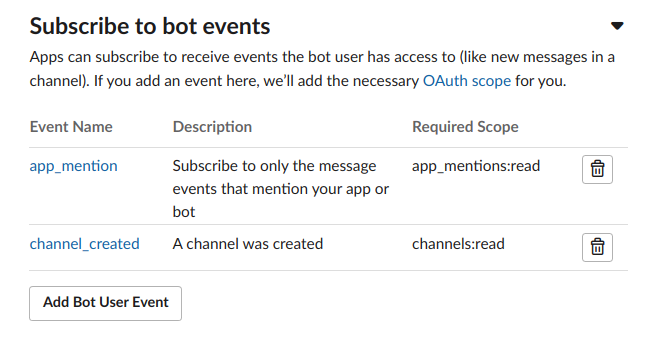 Subscribe to bot events
Apps can subscribe to receive events the bot user has access to (like new messages in a
channel). If you add an event here, we’ll add the necessary OAuth scope for you.
Event Name Description Required Scope
app_mention Subscribe to only the message app_mentions:read
events that mention your app or
bot
channel_created A channel was created channels:read
Add Bot User Event